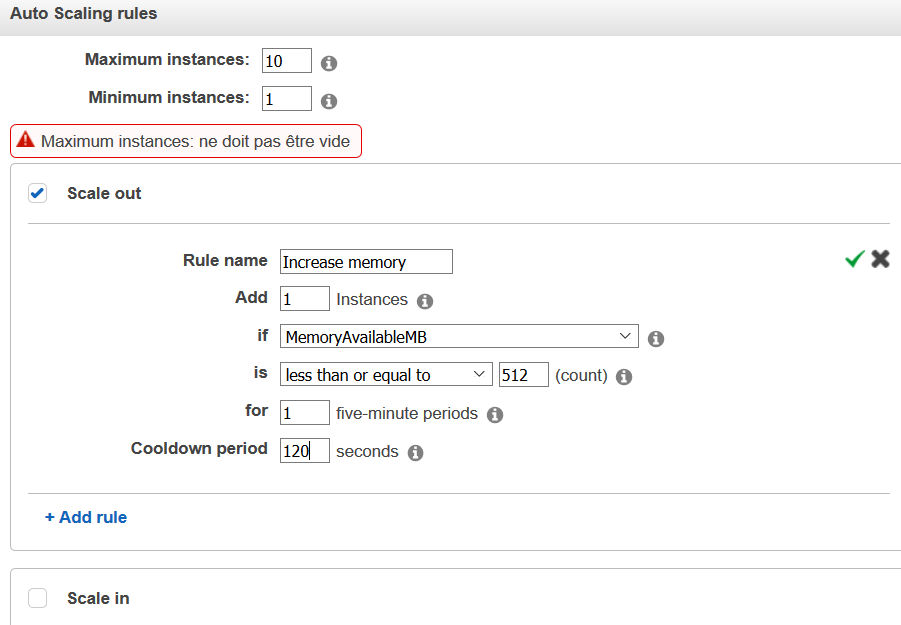 Auto Scaling rules
Maximum instances: 10
Minimum instances: 1
Maximum instances: ne doit pas être vide
Scale out
Rule name Increase memory
Add 1 Instances
if MemoryAvailableMB
is less than or equal to 512 (count)
for 1 five-minute periods
Cooldown period 120 seconds
+ Add rule
Scale in